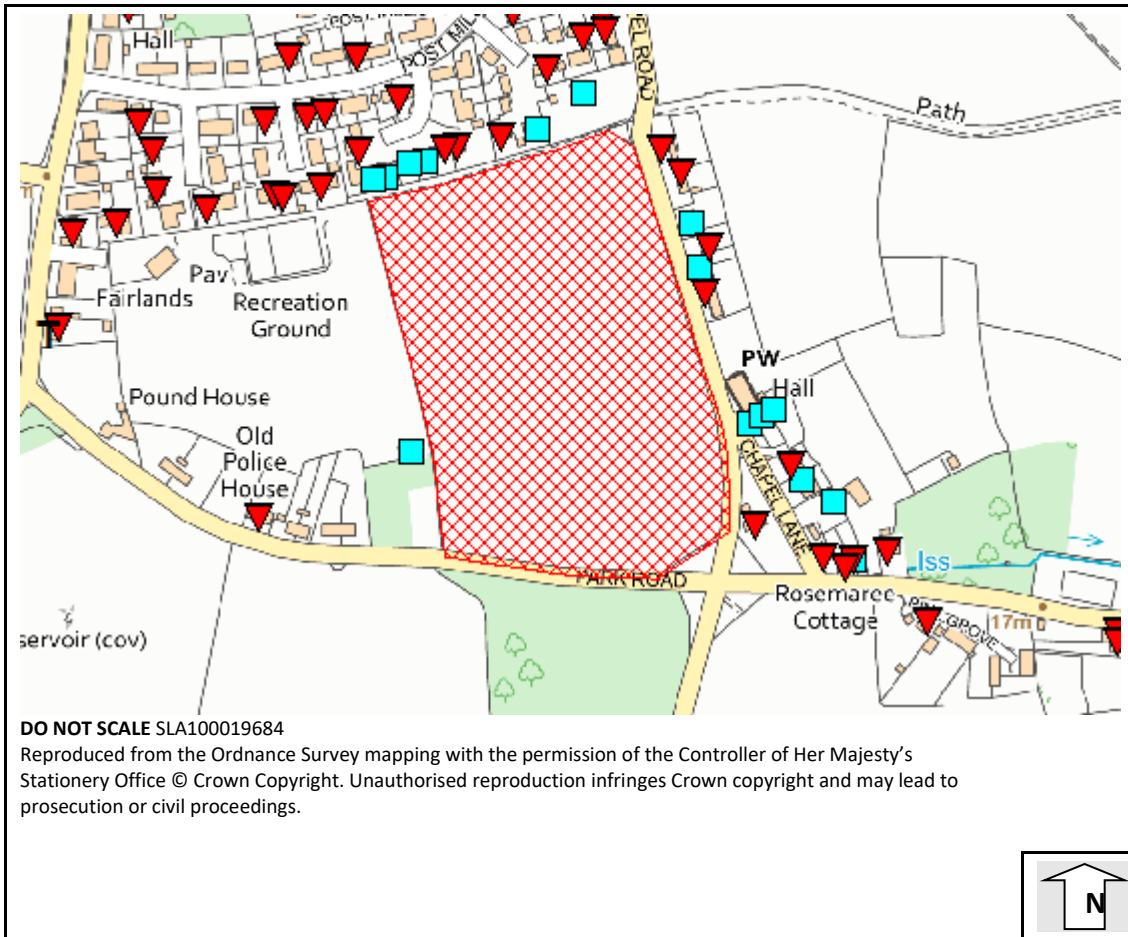 Hall
Path
Pav
Fairlands
Recreation
Ground
PW
Hall
Pound House
Old
Police
House
CHAPEL LANE
PARK ROAD
Iss
Rosemaree
Cottage
17m
servoir (cov)
DO NOT SCALE SLA100019684
Reproduced from the Ordnance Survey mapping with the permission of the Controller of Her Majesty's
Stationery Office © Crown Copyright. Unauthorised reproduction infringes Crown copyright and may lead to
prosecution or civil proceedings.
N